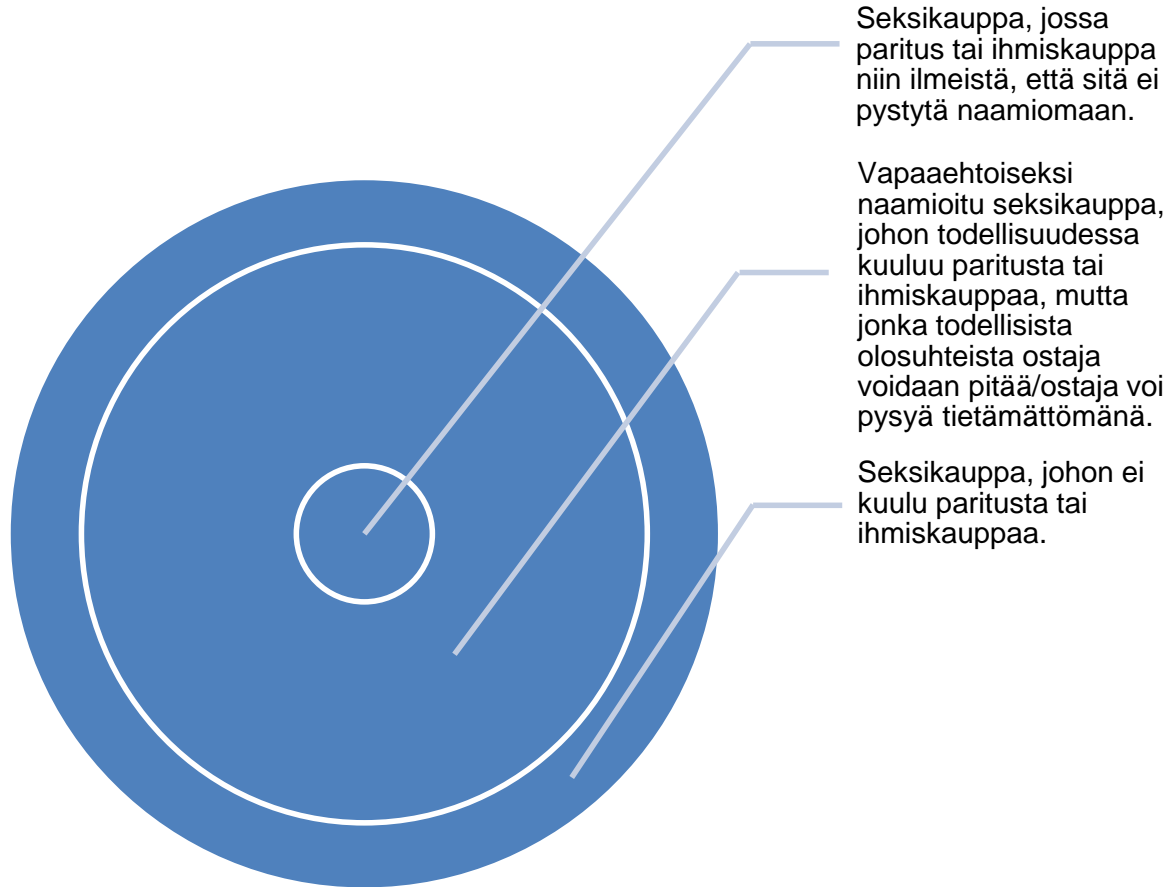 Seksikauppa, jossa
paritus tai ihmiskauppa
niin ilmeistä, että sitä ei
pystytä naamiomaan.
Vapaaehtoiseksi
naamioitu seksikauppa,
johon todellisuudessa
kuuluu paritusta tai
ihmiskauppaa, mutta
jonka todellisista
olosuhteista ostaja
voidaan pitää/ostaja voi
pysyä tietämättömänä.
Seksikauppa, johon ei
kuulu paritusta tai
ihmiskauppaa.